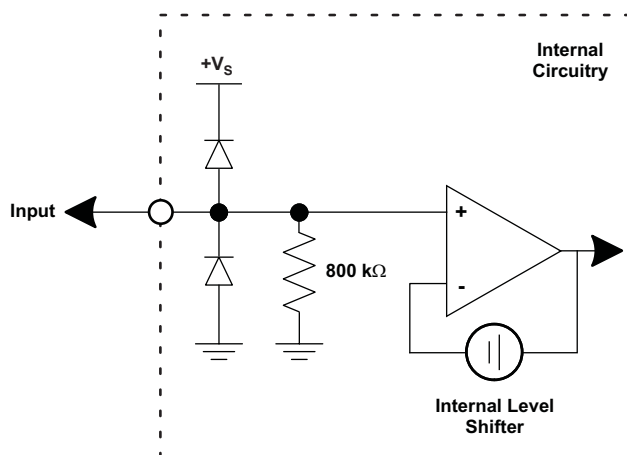 Internal
Circuitry
+VS
Input
+
800 kΩ
-
Internal Level
Shifter